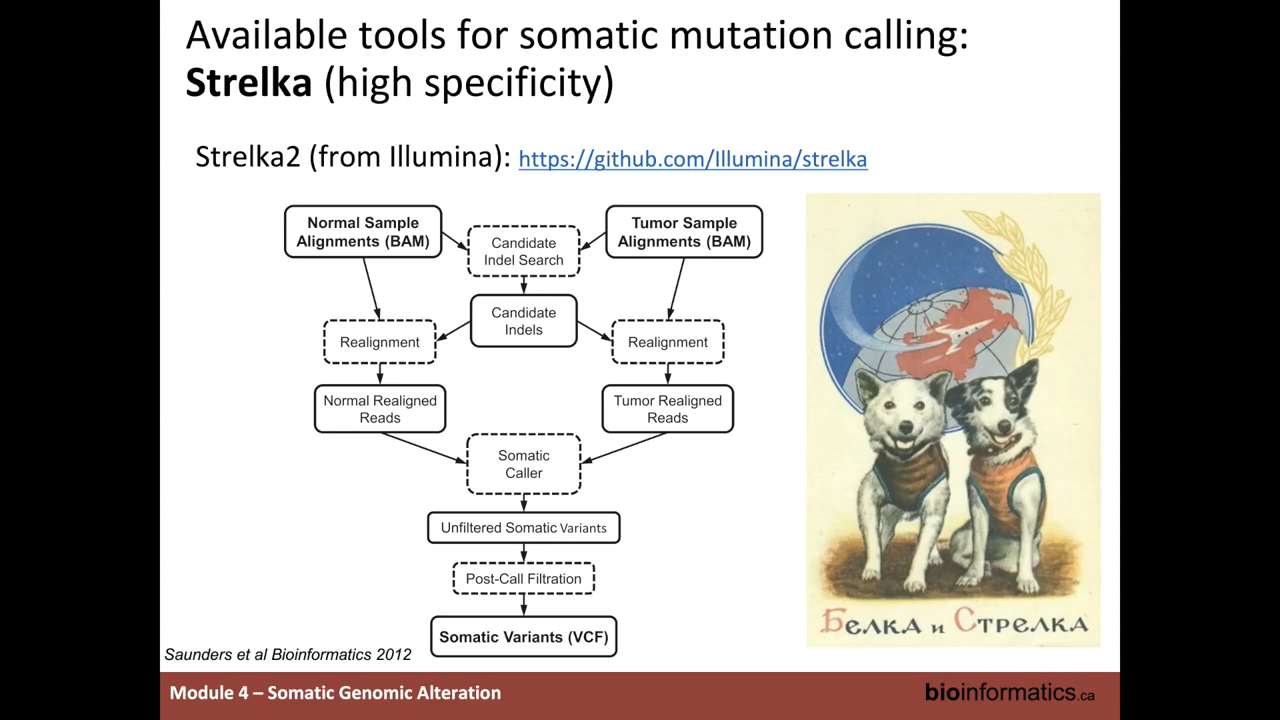 Available tools for somatic mutation calling:
Strelka (high specificity)
Strelka2 (from Illumina): https://github.com/Illumina/strelka
Normal Sample
Alignments (BAM)
Tumor Sample
Alignments (BAM)
Candidate
Indel Search
Candidate
Indels
Realignment
Realignment
Normal Realigned
Reads
Tumor Realigned
Reads
Somatic
Caller
Unfiltered Somatic Variants
Post-Call Filtration
Somatic Variants (VCF)
Белка и Стрелка
Saunders et al Bioinformatics 2012
Module 4 – Somatic Genomic Alteration
bioinformatics.ca